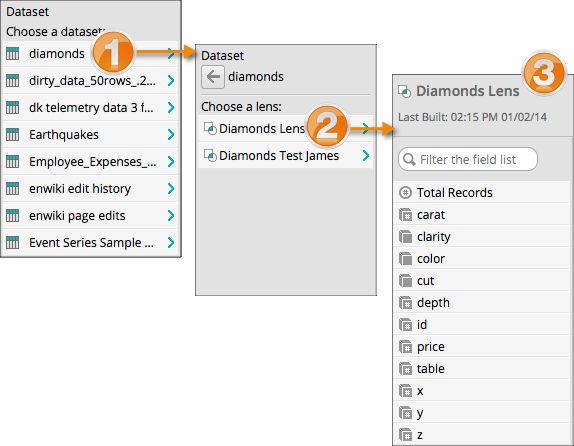 Dataset
Choose a dataset:
diamonds
dirty_data_50rows_.2...
dk telemetry data 3 f...
Earthquakes
Employee_Expenses_...
enwiki edit history
enwiki page edits
Event Series Sample ...
1
Dataset
diamonds
Choose a lens:
Diamonds Lens
Diamonds Test James
2
Diamonds Lens
3
Last Built: 02:15 PM 01/02/14
Filter the field list
Total Records
carat
clarity
color
cut
depth
id
price
table
x
y
z